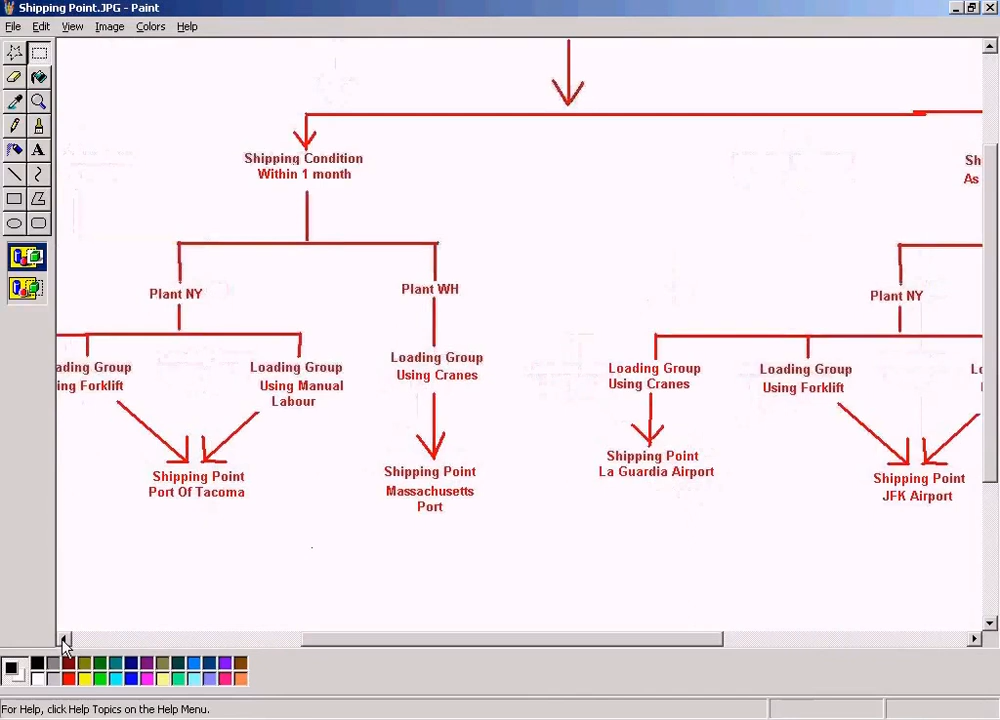 Shipping Point.JPG - Paint
File Edit View Image Colors Help
A
Shipping Condition
Within 1 month
As
Plant NY
Plant WH
Plant NY
Loading Group
Using Cranes
Forklift
Group
Loading Group
Using Manual
Labour
Loading Group
Using Cranes
Loading Group
Using Forklift
Shipping Point
Port Of Tacoma
Shipping Point
Massachusetts
Port
Shipping Point
La Guardia Airport
Shipping Point
JFK Airport
For Help, click Help Topics on the Help Menu.